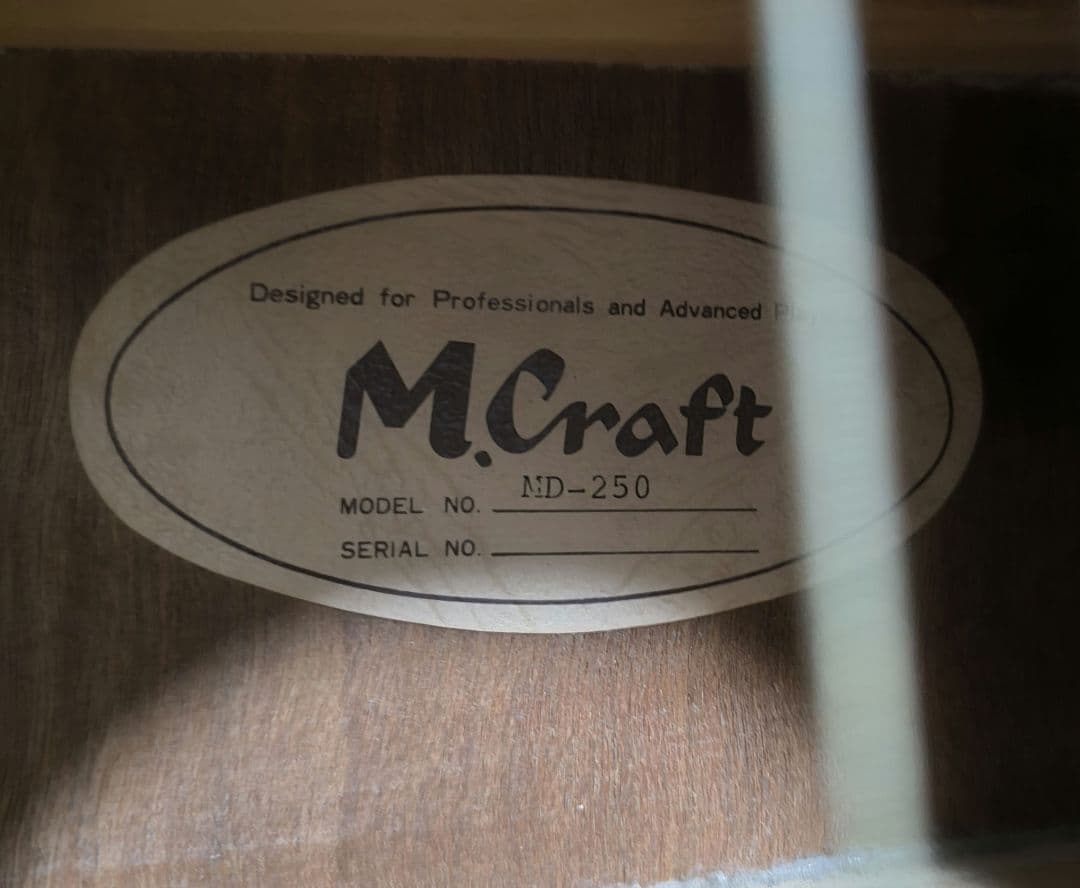 Designed for Professionals and Advanced
M.Craft
MODEL NO. MD-250
SERIAL NO.